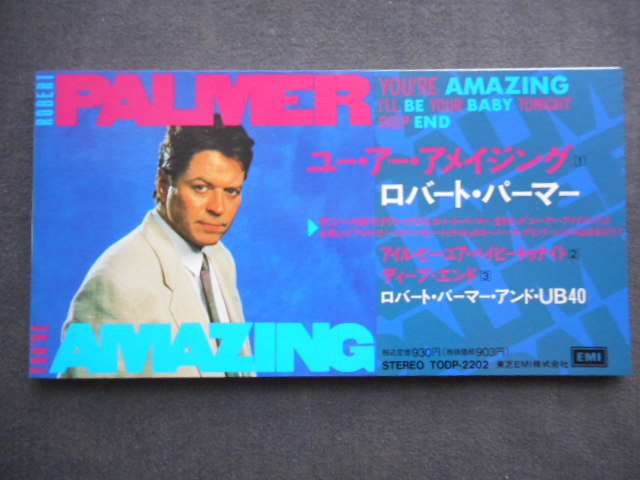 ROBERT
PALMER
YOU'RE
AMAZING
YOU'RE AMAZING
I'LL BE YOUR BABY TONIGHT
DEEP END
ユー・アー・アメイジング 1
ロバート・パーマー
アイル・ビー・ユア・ベイビー・トゥナイト 2
ディープ・エンド 3
ロバート・パーマー・アンド・UB40
税込定価930円(税抜価格903円)
STEREO TODP-2202 東芝EMI株式会社 EMI